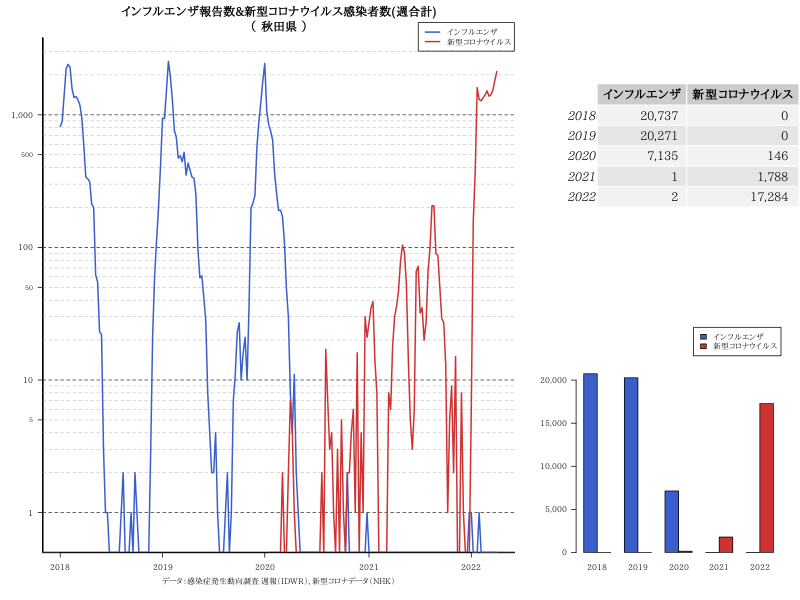 インフルエンザ報告数&新型コロナウイルス感染者数(週合計)
( 秋田県 )
インフルエンザ
新型コロナウイルス
1,000
500
100
50
10
5
1
2018 2019 2020 2021 2022
データ:感染症発生動向調査 週報(IDWR)、新型コロナデータ(NHK)
インフルエンザ 新型コロナウイルス
2018 20,737 0
2019 20,271 0
2020 7,135 146
2021 1 1,788
2022 2 17,284
インフルエンザ
新型コロナウイルス
20,000
15,000
10,000
5,000
0
2018 2019 2020 2021 2022